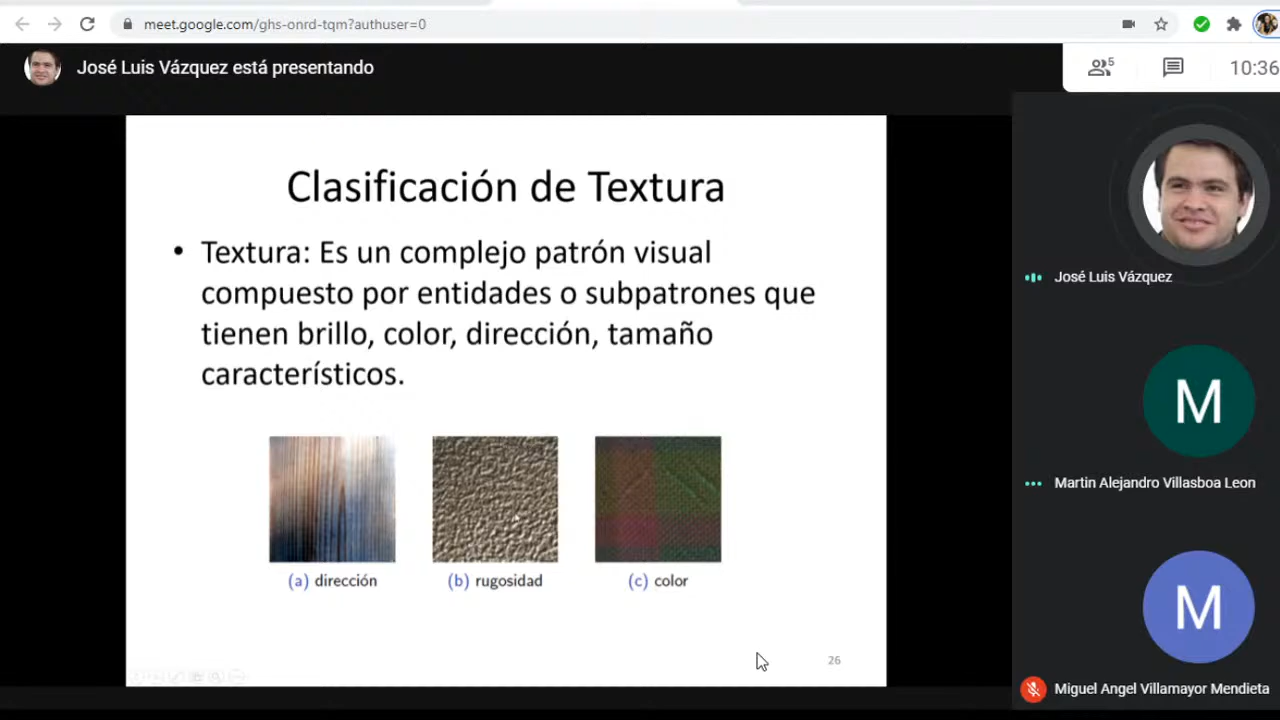 meet.google.com/ghs-onrd-tqm?authuser=0
José Luis Vázquez está presentando
5
10:36
Clasificación de Textura
• Textura: Es un complejo patrón visual
compuesto por entidades o subpatrones que
tienen brillo, color, dirección, tamaño
característicos.
(a) dirección
(b) rugosidad
(c) color
26
José Luis Vázquez
M
Martin Alejandro Villasboa Leon
M
Miguel Angel Villamayor Mendieta